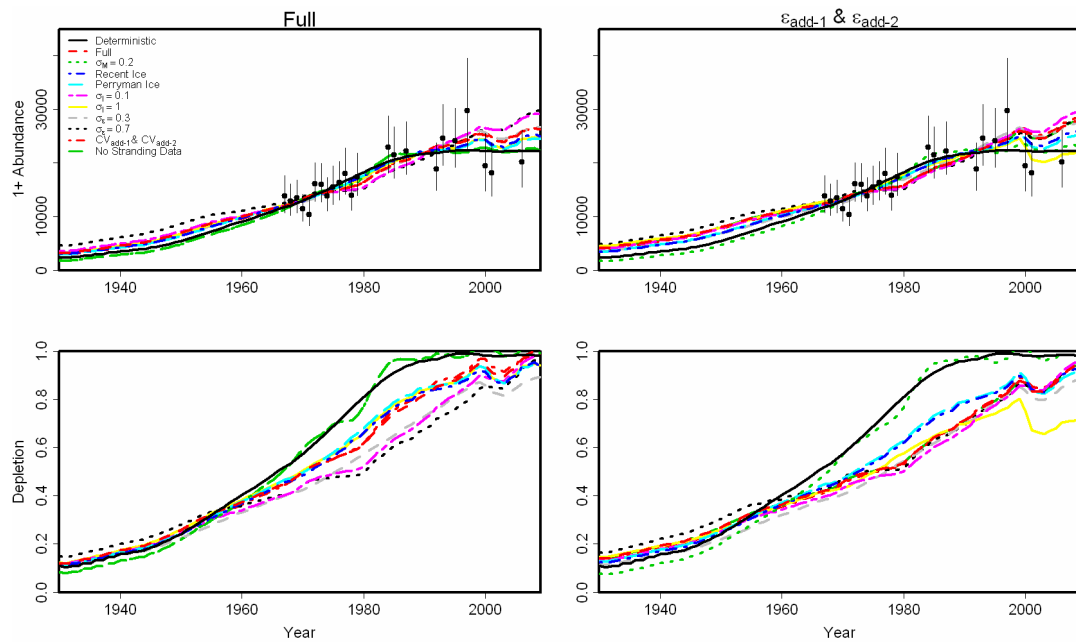 Full
ε add-1 & ε add-2
Deterministic
Full
σM = 0.2
Recent Ice
Perryman Ice
σI = 0.1
σI = 1
σε = 0.3
σε = 0.7
CVadd-1 & CVadd-2
No Stranding Data
1+ Abundance
30000
10000
0
1940
1960
1980
2000
30000
10000
0
1940
1960
1980
2000
Depletion
1.0
0.8
0.6
0.4
0.2
0.0
1940
1960
1980
2000
Year
Depletion
1.0
0.8
0.6
0.4
0.2
0.0
1940
1960
1980
2000
Year